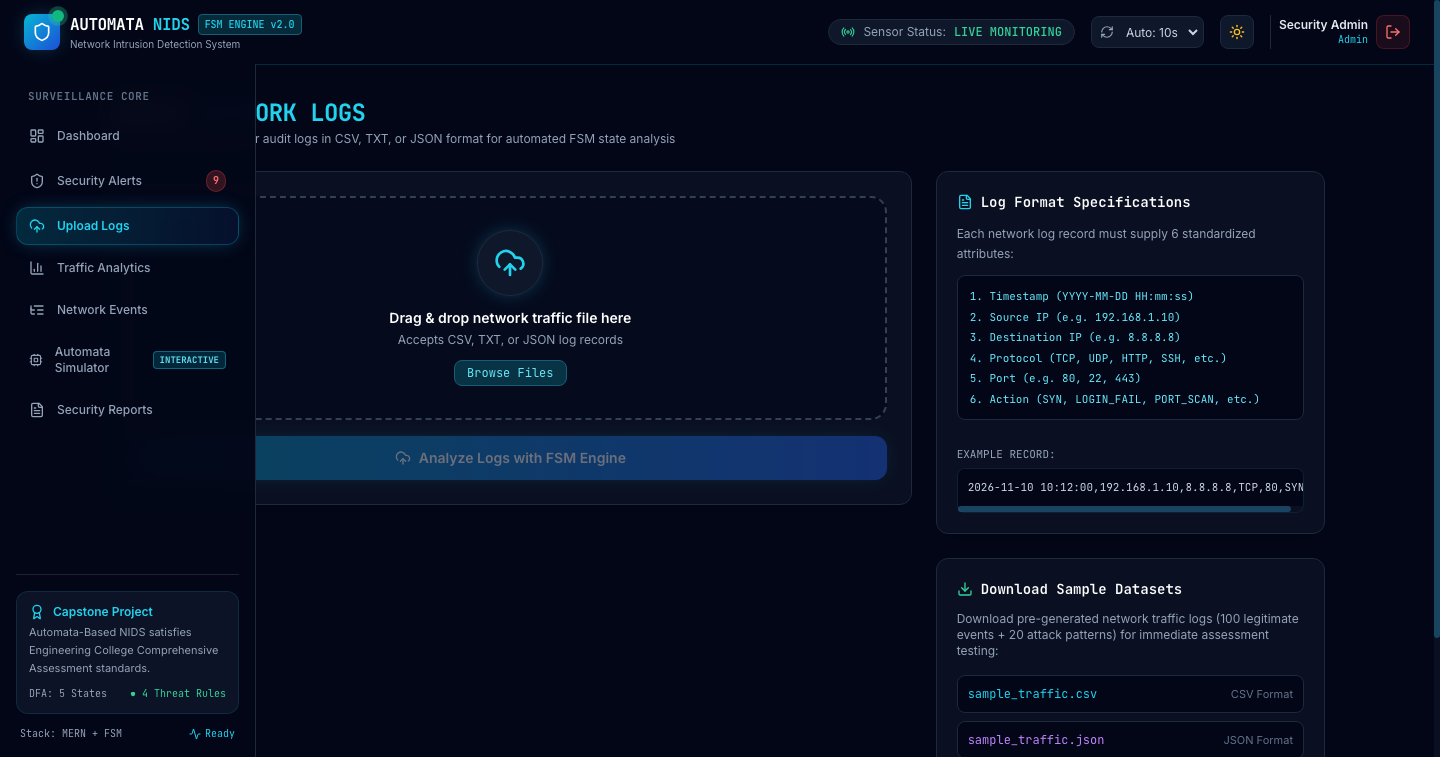 AUTOMATA NIDS FSM ENGINE v2.0
Network Intrusion Detection System
Sensor Status: LIVE MONITORING
Auto: 10s
Security Admin
Admin
SURVEILLANCE CORE
Dashboard
Security Alerts 9
Upload Logs
Traffic Analytics
Network Events
Automata
Simulator
INTERACTIVE
Security Reports
Capstone Project
Automata-Based NIDS satisfies
Engineering College Comprehensive
Assessment standards.
DFA: 5 States ● 4 Threat Rules
Stack: MERN + FSM Ready
ORK LOGS
r audit logs in CSV, TXT, or JSON format for automated FSM state analysis
Drag & drop network traffic file here
Accepts CSV, TXT, or JSON log records
Browse Files
Analyze Logs with FSM Engine
Log Format Specifications
Each network log record must supply 6 standardized
attributes:
1. Timestamp (YYYY-MM-DD HH:mm:ss)
2. Source IP (e.g. 192.168.1.10)
3. Destination IP (e.g. 8.8.8.8)
4. Protocol (TCP, UDP, HTTP, SSH, etc.)
5. Port (e.g. 80, 22, 443)
6. Action (SYN, LOGIN_FAIL, PORT_SCAN, etc.)
EXAMPLE RECORD:
2026-11-10 10:12:00,192.168.1.10,8.8.8.8,TCP,80,SYN
Download Sample Datasets
Download pre-generated network traffic logs (100 legitimate
events + 20 attack patterns) for immediate assessment
testing:
sample_traffic.csv CSV Format
sample_traffic.json JSON Format